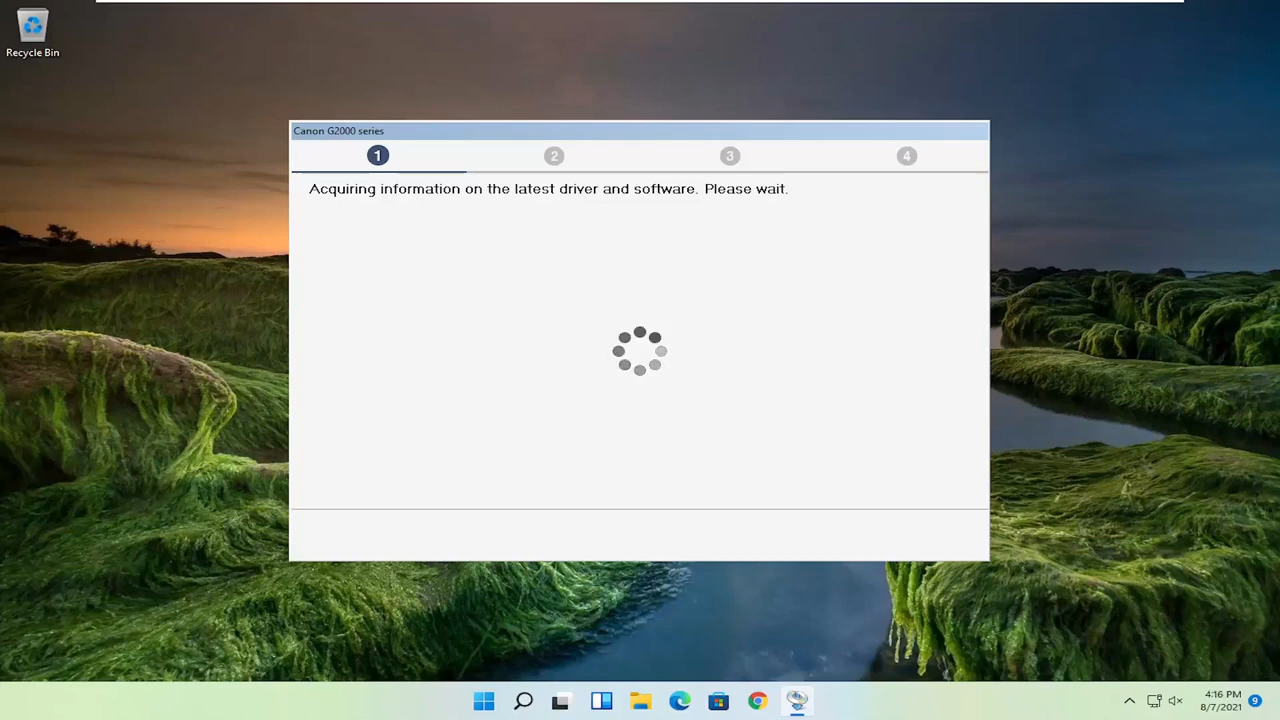 Recycle Bin
Canon G2000 series
1 2 3 4
Acquiring information on the latest driver and software. Please wait.
4:16 PM
8/7/2021
9